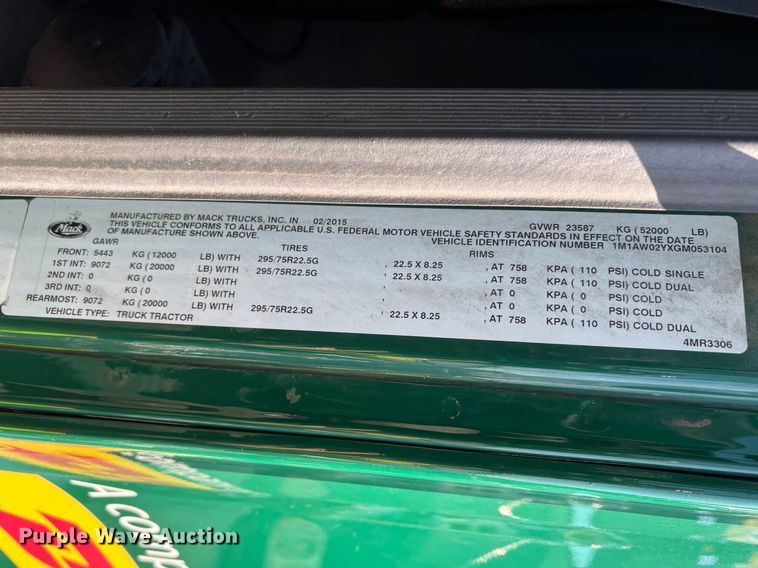 Mack
MANUFACTURED BY MACK TRUCKS, INC. IN 02/2015 GVWR 23587 KG (52000 LB)
THIS VEHICLE CONFORMS TO ALL APPLICABLE U.S. FEDERAL MOTOR VEHICLE SAFETY STANDARDS IN EFFECT ON THE DATE
OF MANUFACTURE SHOWN ABOVE. VEHICLE IDENTIFICATION NUMBER 1M1AW02YXGM053104
GAWR TIRES RIMS
FRONT: 5443 KG (12000 LB) WITH 295/75R22.5G , 22.5 X 8.25 , AT 758 KPA ( 110 PSI) COLD SINGLE
1ST INT: 9072 KG (20000 LB) WITH 295/75R22.5G , 22.5 X 8.25 , AT 758 KPA ( 110 PSI) COLD DUAL
2ND INT: 0 KG (0 LB) WITH , , AT 0 KPA ( 0 PSI) COLD
3RD INT: 0 KG (0 LB) WITH , , AT 0 KPA ( 0 PSI) COLD
REARMOST: 9072 KG (20000 LB) WITH 295/75R22.5G , 22.5 X 8.25 , AT 758 KPA ( 110 PSI) COLD DUAL
VEHICLE TYPE: TRUCK TRACTOR 4MR3306
A COMP
Purple Wave Auction